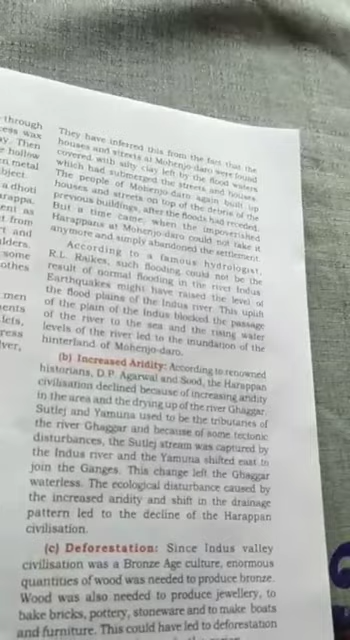 through
They have inferred this from the fact that the
houses and streets at Mohenjo-daro were found
covered with silty clay left by the flood waters
which had submerged the streets and houses.
The people of Mohenjo-daro again built up
houses and streets on top of the debris of the
previous buildings, after the floods had receded.
But a time came, when the impoverished
Harappans at Mohenjo-daro could not take it
anymore and simply abandoned the settlement.
According to a famous hydrologist,
R.L. Raikes, such flooding could not be the
result of normal flooding in the river Indus
Earthquakes might have raised the level of
the flood plains of the Indus river. This uplift
of the plain of the Indus blocked the passage
of the river to the sea and the rising water
levels of the river led to the inundation of the
hinterland of Mohenjo-daro.
(b) Increased Aridity: According to renowned
historians, D.P. Agarwal and Sood, the Harappan
civilisation declined because of increasing aridity
in the area and the drying up of the river Ghaggar.
Sutlej and Yamuna used to be the tributaries of
the river Ghaggar and because of some tectonic
disturbances, the Sutlej stream was captured by
the Indus river and the Yamuna shifted east to
join the Ganges. This change left the Ghaggar
waterless. The ecological disturbance caused by
the increased aridity and shift in the drainage
pattern led to the decline of the Harappan
civilisation.
(c) Deforestation: Since Indus valley
civilisation was a Bronze Age culture, enormous
quantities of wood was needed to produce bronze.
Wood was also needed to produce jewellery, to
bake bricks, pottery, stoneware and to make boats
and furniture. This could have led to deforestation